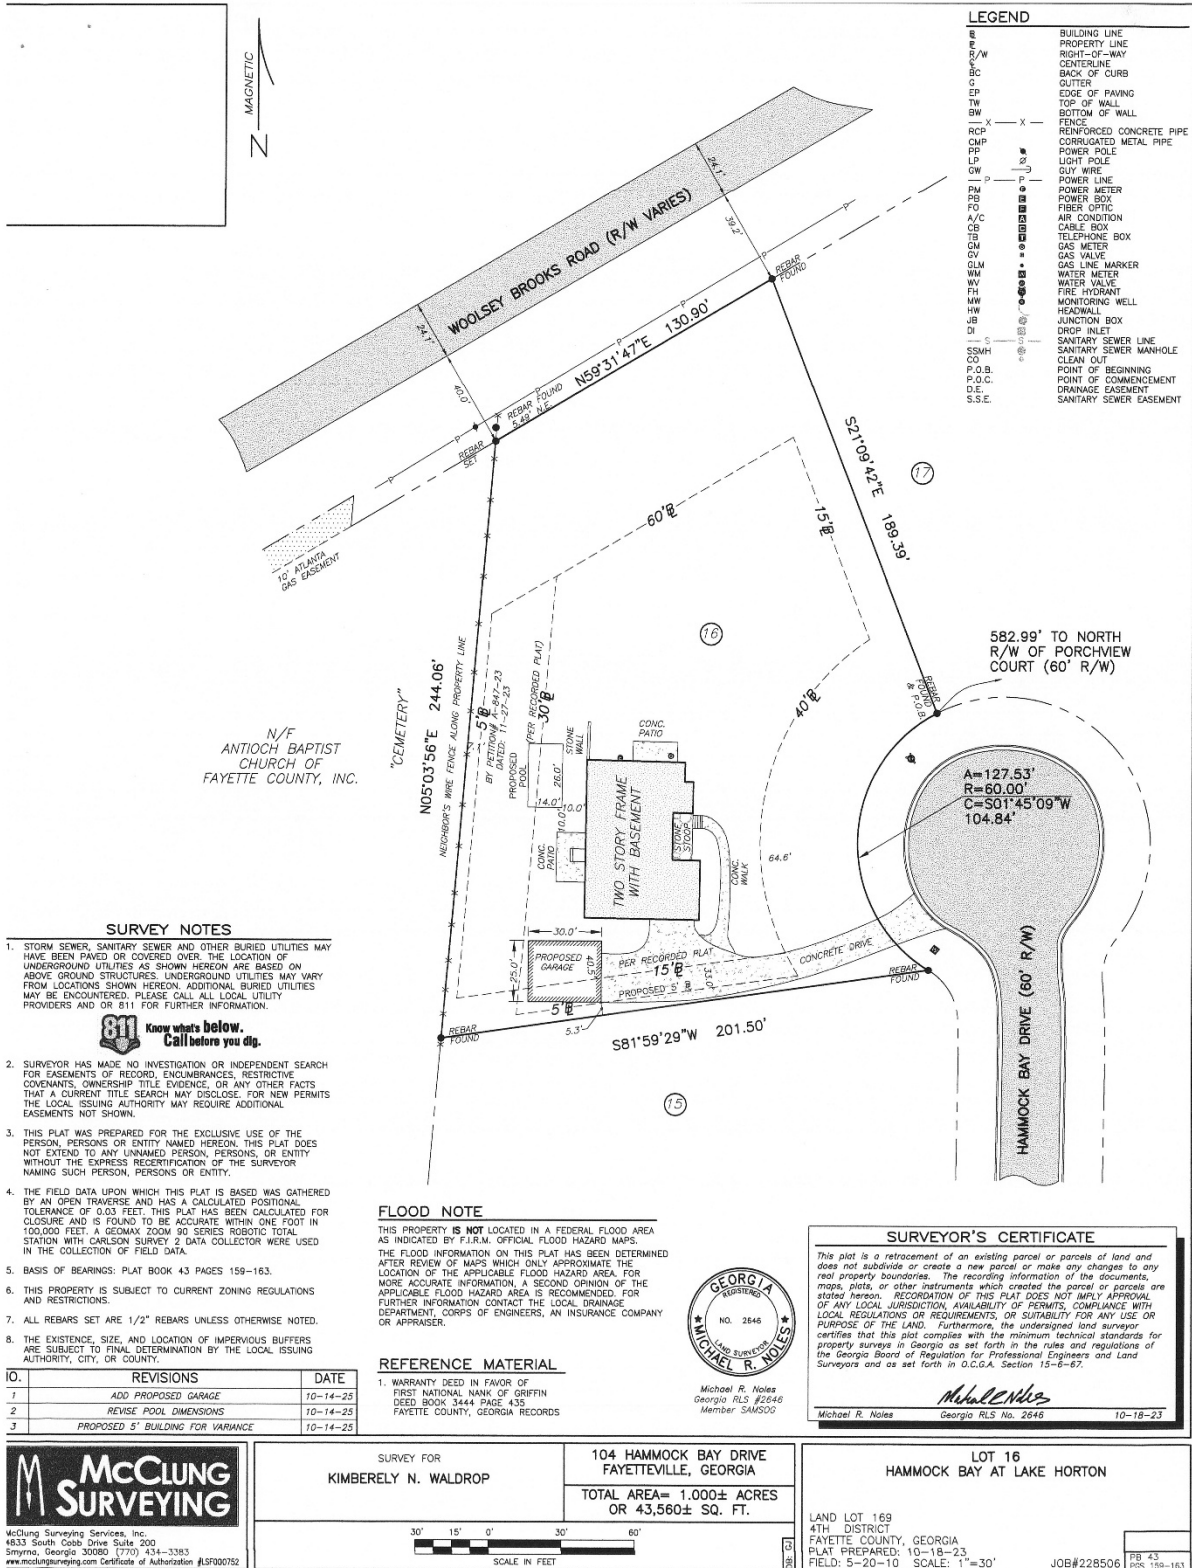 MAGNETIC
N
LEGEND
BUILDING LINE
PROPERTY LINE
R/W RIGHT-OF-WAY
CENTERLINE
BC BACK OF CURB
G GUTTER
EP EDGE OF PAVING
TW TOP OF WALL
BW BOTTOM OF WALL
X X FENCE
RCP REINFORCED CONCRETE PIPE
CMP CORRUGATED METAL PIPE
PP POWER POLE
LP LIGHT POLE
GW GUY WIRE
P P POWER LINE
PM POWER METER
PB POWER BOX
FO FIBER OPTIC
A/C AIR CONDITION
CB CABLE BOX
TB TELEPHONE BOX
GM GAS METER
GV GAS VALVE
GLM GAS LINE MARKER
WM WATER METER
WV WATER VALVE
FH FIRE HYDRANT
MW MONITORING WELL
HW HEADWALL
JB JUNCTION BOX
DI DROP INLET
S S SANITARY SEWER LINE
SSMH SANITARY SEWER MANHOLE
CO CLEAN OUT
P.O.B. POINT OF BEGINNING
P.O.C. POINT OF COMMENCEMENT
D.E. DRAINAGE EASEMENT
S.S.E. SANITARY SEWER EASEMENT
WOOLSEY BROOKS ROAD (R/W VARIES)
24.1'
39.2'
24.1'
40.0'
REBAR
FOUND
REBAR FOUND
5.49' N.E.
REBAR
SET
N59°31'47"E 130.90'
10' ATLANTA
GAS EASEMENT
S21°09'42"E 189.39'
17
60'
15'
16
582.99' TO NORTH
R/W OF PORCHVIEW
COURT (60' R/W)
REBAR
FOUND
& P.O.B.
40'
N/F
ANTIOCH BAPTIST
CHURCH OF
FAYETTE COUNTY, INC.
"CEMETERY"
N05°03'56"E 244.06'
NEIGHBOR'S WIRE FENCE ALONG PROPERTY LINE
7.1'
5'
BY PETITION# A-847-23
DATED: 11-27-23
30'
(PER RECORDED PLAT)
PROPOSED
POOL
26.0'
14.0'
10.0'
10.0'
STONE
WALL
CONC.
PATIO
CONC.
PATIO
TWO STORY FRAME
WITH BASEMENT
STONE
STOOP
CONC.
WALK
64.6'
A=127.53'
R=60.00'
C=S01°45'09"W
104.84'
30.0'
25.0'
PROPOSED
GARAGE
40.5'
PER RECORDED PLAT
15'
PROPOSED 5'
33.0'
CONCRETE DRIVE
5'
5.3'
REBAR
FOUND
REBAR
FOUND
S81°59'29"W 201.50'
15
HAMMOCK BAY DRIVE (60' R/W)
SURVEY NOTES
1. STORM SEWER, SANITARY SEWER AND OTHER BURIED UTILITIES MAY
HAVE BEEN PAVED OR COVERED OVER. THE LOCATION OF
UNDERGROUND UTILITIES AS SHOWN HEREON ARE BASED ON
ABOVE GROUND STRUCTURES. UNDERGROUND UTILITIES MAY VARY
FROM LOCATIONS SHOWN HEREON. ADDITIONAL BURIED UTILITIES
MAY BE ENCOUNTERED. PLEASE CALL ALL LOCAL UTILITY
PROVIDERS AND OR 811 FOR FURTHER INFORMATION.
811 Know what's below.
Call before you dig.
2. SURVEYOR HAS MADE NO INVESTIGATION OR INDEPENDENT SEARCH
FOR EASEMENTS OF RECORD, ENCUMBRANCES, RESTRICTIVE
COVENANTS, OWNERSHIP TITLE EVIDENCE, OR ANY OTHER FACTS
THAT A CURRENT TITLE SEARCH MAY DISCLOSE. FOR NEW PERMITS
THE LOCAL ISSUING AUTHORITY MAY REQUIRE ADDITIONAL
EASEMENTS NOT SHOWN.
3. THIS PLAT WAS PREPARED FOR THE EXCLUSIVE USE OF THE
PERSON, PERSONS OR ENTITY NAMED HEREON. THIS PLAT DOES
NOT EXTEND TO ANY UNNAMED PERSON, PERSONS, OR ENTITY
WITHOUT THE EXPRESS RECERTIFICATION OF THE SURVEYOR
NAMING SUCH PERSON, PERSONS OR ENTITY.
4. THE FIELD DATA UPON WHICH THIS PLAT IS BASED WAS GATHERED
BY AN OPEN TRAVERSE AND HAS A CALCULATED POSITIONAL
TOLERANCE OF 0.03 FEET. THIS PLAT HAS BEEN CALCULATED FOR
CLOSURE AND IS FOUND TO BE ACCURATE WITHIN ONE FOOT IN
100,000 FEET. A GEOMAX ZOOM 90 SERIES ROBOTIC TOTAL
STATION WITH CARLSON SURVEY 2 DATA COLLECTOR WERE USED
IN THE COLLECTION OF FIELD DATA.
5. BASIS OF BEARINGS: PLAT BOOK 43 PAGES 159-163.
6. THIS PROPERTY IS SUBJECT TO CURRENT ZONING REGULATIONS
AND RESTRICTIONS.
7. ALL REBARS SET ARE 1/2" REBARS UNLESS OTHERWISE NOTED.
8. THE EXISTENCE, SIZE, AND LOCATION OF IMPERVIOUS BUFFERS
ARE SUBJECT TO FINAL DETERMINATION BY THE LOCAL ISSUING
AUTHORITY, CITY, OR COUNTY.
IO. REVISIONS DATE
1 ADD PROPOSED GARAGE 10-14-25
2 REVISE POOL DIMENSIONS 10-14-25
3 PROPOSED 5' BUILDING FOR VARIANCE 10-14-25
FLOOD NOTE
THIS PROPERTY IS NOT LOCATED IN A FEDERAL FLOOD AREA
AS INDICATED BY F.I.R.M. OFFICIAL FLOOD HAZARD MAPS.
THE FLOOD INFORMATION ON THIS PLAT HAS BEEN DETERMINED
AFTER REVIEW OF MAPS WHICH ONLY APPROXIMATE THE
LOCATION OF THE APPLICABLE FLOOD HAZARD AREA. FOR
MORE ACCURATE INFORMATION, A SECOND OPINION OF THE
APPLICABLE FLOOD HAZARD AREA IS RECOMMENDED. FOR
FURTHER INFORMATION CONTACT THE LOCAL DRAINAGE
DEPARTMENT, CORPS OF ENGINEERS, AN INSURANCE COMPANY
OR APPRAISER.
REFERENCE MATERIAL
1. WARRANTY DEED IN FAVOR OF
FIRST NATIONAL NANK OF GRIFFIN
DEED BOOK 3444 PAGE 435
FAYETTE COUNTY, GEORGIA RECORDS
GEORGIA
REGISTERED
NO. 2646
LAND SURVEYOR
MICHAEL R. NOLES
Michael R. Noles
Georgia RLS #2646
Member SAMSOG
SURVEYOR'S CERTIFICATE
This plat is a retracement of an existing parcel or parcels of land and
does not subdivide or create a new parcel or make any changes to any
real property boundaries. The recording information of the documents,
maps, plats, or other instruments which created the parcel or parcels are
stated hereon. RECORDATION OF THIS PLAT DOES NOT IMPLY APPROVAL
OF ANY LOCAL JURISDICTION, AVAILABILITY OF PERMITS, COMPLIANCE WITH
LOCAL REGULATIONS OR REQUIREMENTS, OR SUITABILITY FOR ANY USE OR
PURPOSE OF THE LAND. Furthermore, the undersigned land surveyor
certifies that this plat complies with the minimum technical standards for
property surveys in Georgia as set forth in the rules and regulations of
the Georgia Board of Regulation for Professional Engineers and Land
Surveyors and as set forth in O.C.G.A. Section 15-6-67.
Michael R. Noles Georgia RLS No. 2646 10-18-23
McCLUNG
SURVEYING
McClung Surveying Services, Inc.
4833 South Cobb Drive Suite 200
Smyrna, Georgia 30080 (770) 434-3383
www.mcclungsurveying.com Certificate of Authorization #LSF000752
SURVEY FOR
KIMBERELY N. WALDROP
30' 15' 0' 30' 60'
SCALE IN FEET
104 HAMMOCK BAY DRIVE
FAYETTEVILLE, GEORGIA
TOTAL AREA= 1.000± ACRES
OR 43,560± SQ. FT.
LOT 16
HAMMOCK BAY AT LAKE HORTON
LAND LOT 169
4TH DISTRICT
FAYETTE COUNTY, GEORGIA
PLAT PREPARED: 10-18-23
FIELD: 5-20-10 SCALE: 1"=30' JOB#228506
PB 43
PGS 159-163